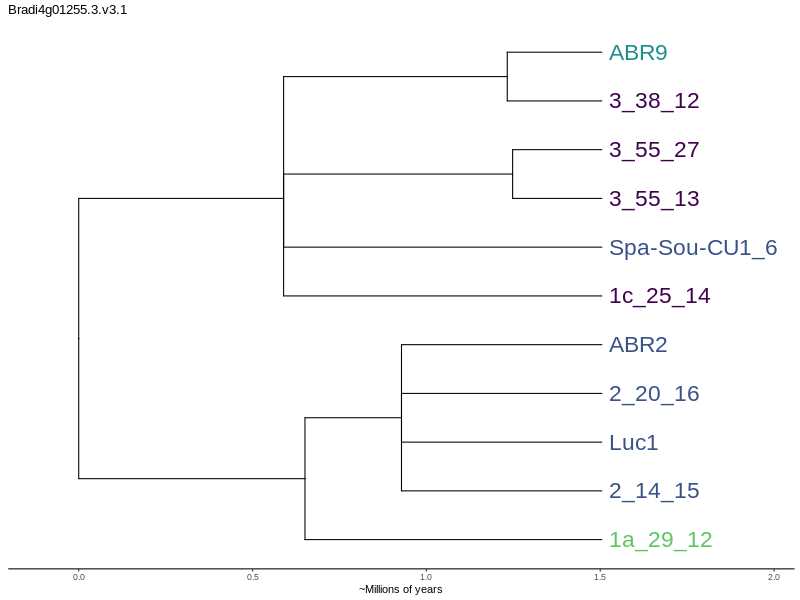 Bradi4g01255.3.v3.1
ABR9
3_38_12
3_55_27
3_55_13
Spa-Sou-CU1_6
1c_25_14
ABR2
2_20_16
Luc1
2_14_15
1a_29_12
0.0 0.5 1.0 1.5 2.0
~Millions of years